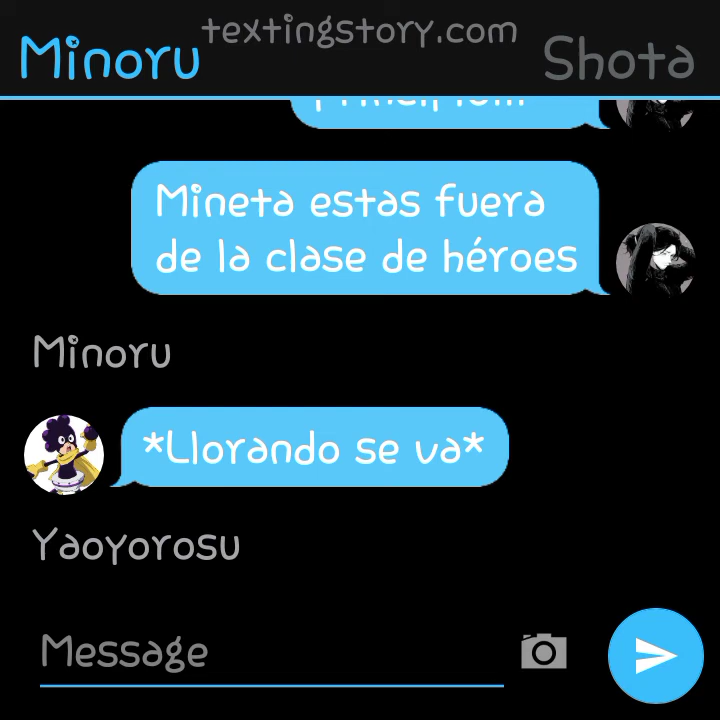 textingstory.com
Minoru
Shota
Mineta estas fuera
de la clase de héroes
Minoru
*Llorando se va*
Yaoyorosu
Message